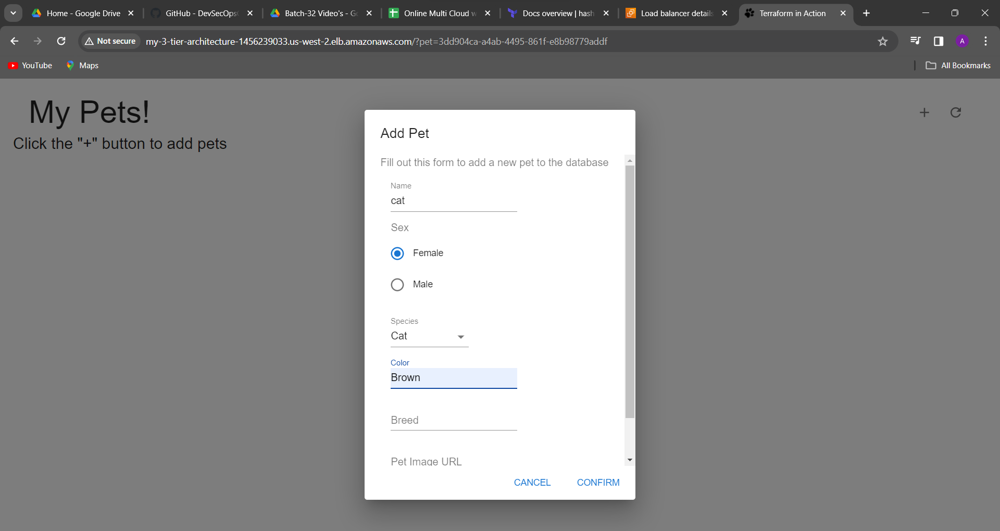 Home - Google Drive
GitHub - DevSecOps
Batch-32 Video's - G
Online Multi Cloud w
Docs overview | hash
Load balancer details
Terraform in Action
Not secure
my-3-tier-architecture-1456239033.us-west-2.elb.amazonaws.com/?pet=3dd904ca-a4ab-4495-861f-e8b98779addf
A
YouTube
Maps
All Bookmarks
My Pets!
Click the "+" button to add pets
Add Pet
Fill out this form to add a new pet to the database
Name
cat
Sex
Female
Male
Species
Cat
Color
Brown
Breed
Pet Image URL
CANCEL
CONFIRM